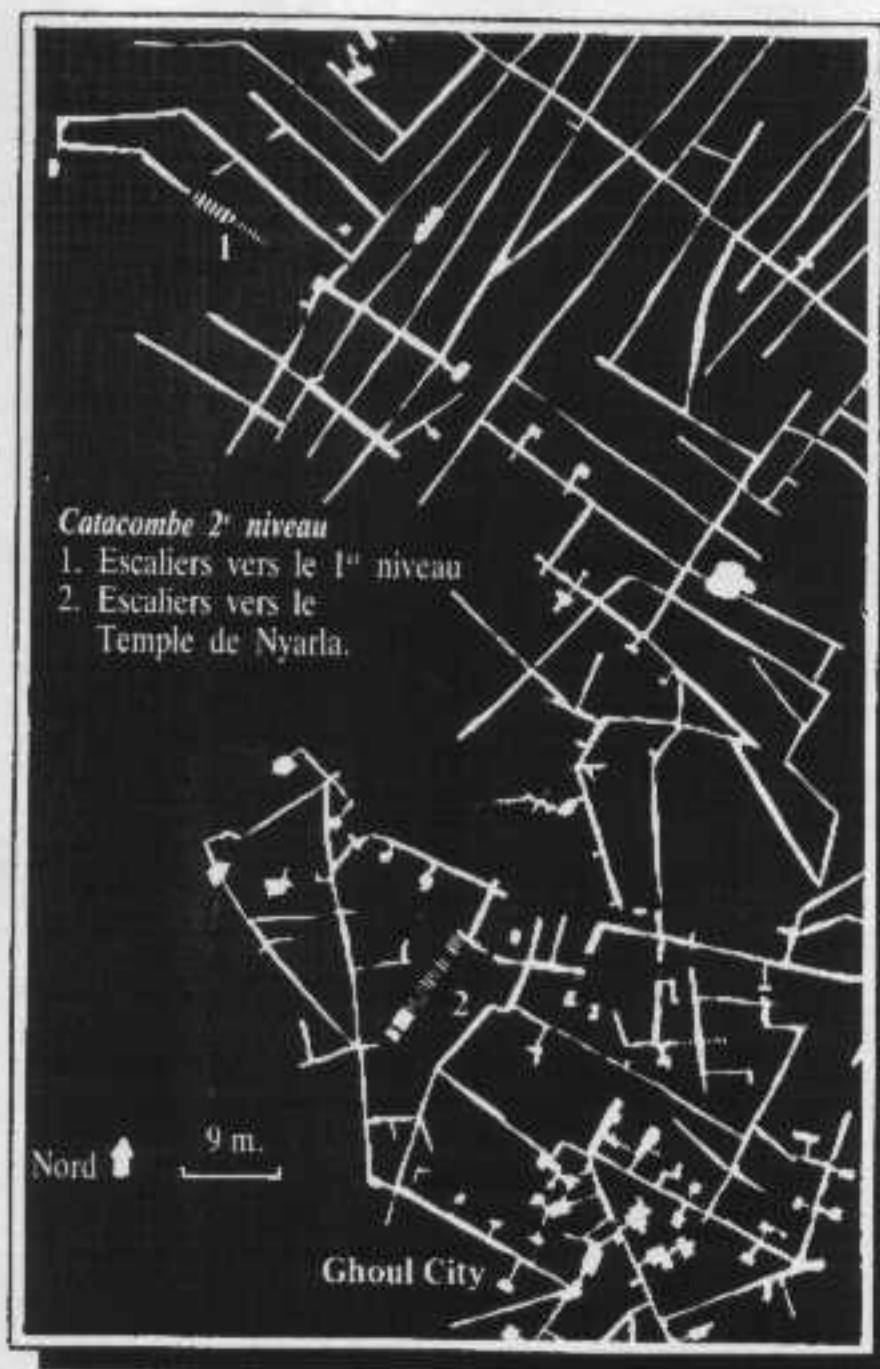 1
Catacombe 2e niveau
1. Escaliers vers le 1er niveau
2. Escaliers vers le
Temple de Nyarla.
2
9 m.
Nord
Ghoul City